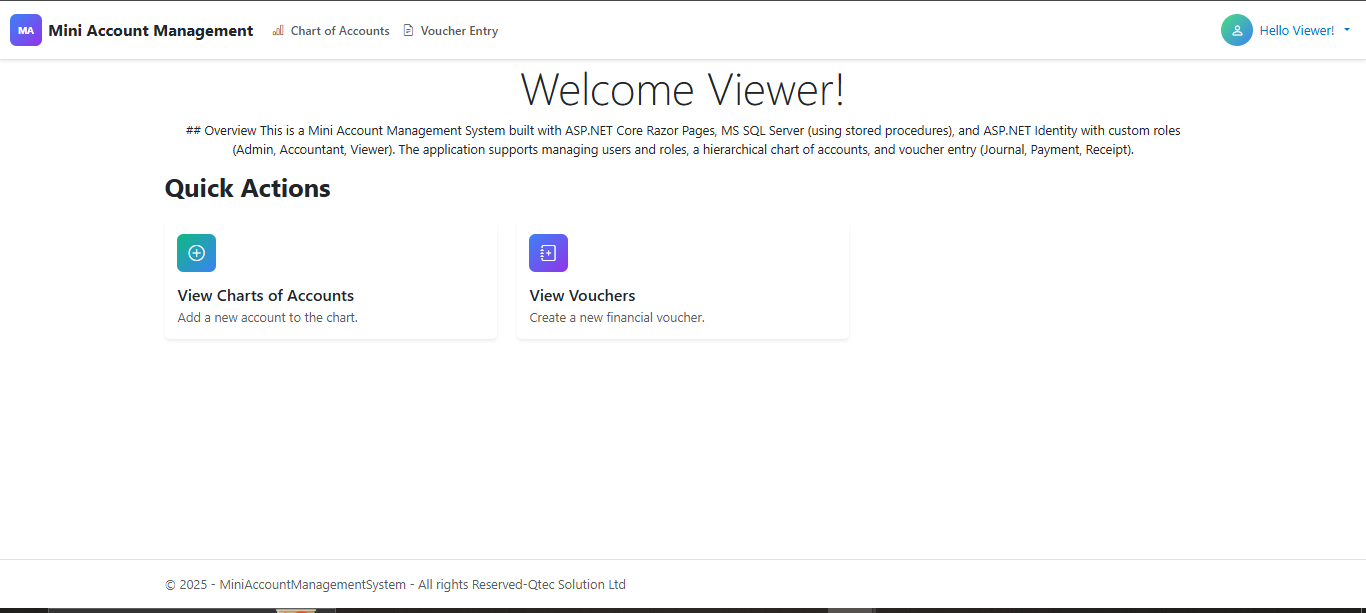 MA Mini Account Management Chart of Accounts Voucher Entry Hello Viewer!
Welcome Viewer!
## Overview This is a Mini Account Management System built with ASP.NET Core Razor Pages, MS SQL Server (using stored procedures), and ASP.NET Identity with custom roles
(Admin, Accountant, Viewer). The application supports managing users and roles, a hierarchical chart of accounts, and voucher entry (Journal, Payment, Receipt).
Quick Actions
View Charts of Accounts
Add a new account to the chart.
View Vouchers
Create a new financial voucher.
© 2025 - MiniAccountManagementSystem - All rights Reserved-Qtec Solution Ltd